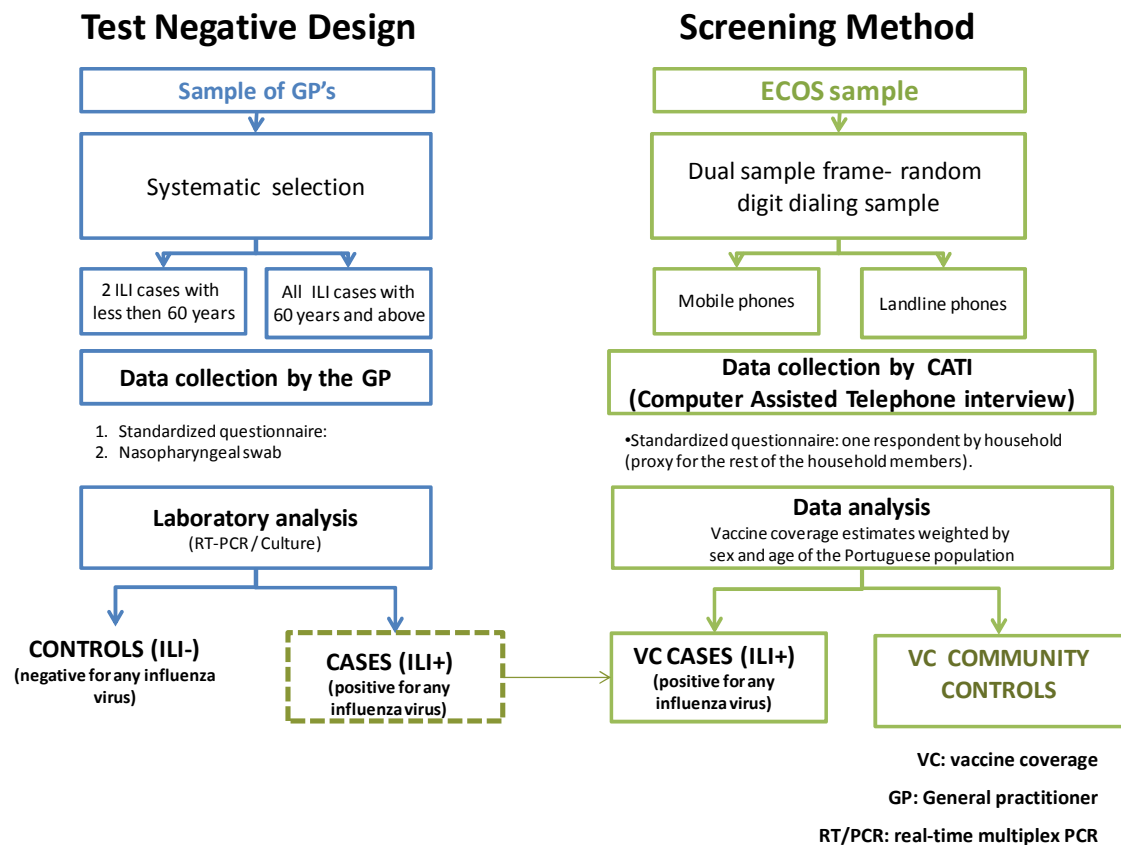 Test Negative Design
Sample of GP's
Systematic selection
2 ILI cases with
less then 60 years
All ILI cases with
60 years and above
Data collection by the GP
1. Standardized questionnaire:
2. Nasopharyngeal swab
Laboratory analysis
(RT-PCR / Culture)
CONTROLS (ILI-)
(negative for any influenza
virus)
CASES (ILI+)
(positive for any
influenza virus)
Screening Method
ECOS sample
Dual sample frame- random
digit dialing sample
Mobile phones
Landline phones
Data collection by CATI
(Computer Assisted Telephone interview)
•Standardized questionnaire: one respondent by household
(proxy for the rest of the household members).
Data analysis
Vaccine coverage estimates weighted by
sex and age of the Portuguese population
VC CASES (ILI+)
(positive for any
influenza virus)
VC COMMUNITY
CONTROLS
VC: vaccine coverage
GP: General practitioner
RT/PCR: real-time multiplex PCR